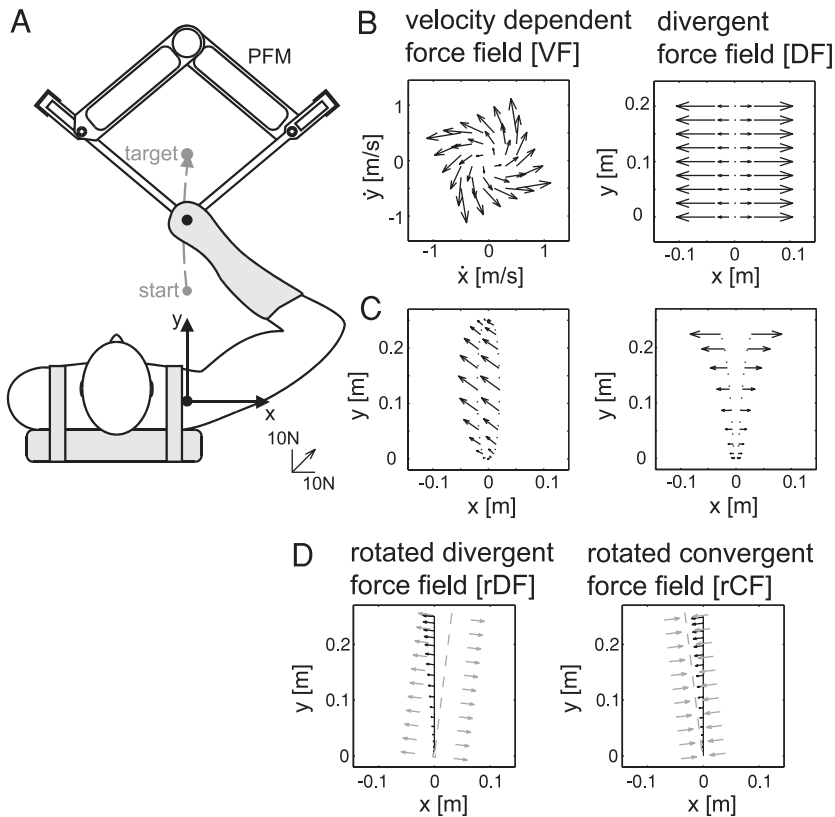 A
PFM
target
start
y
x
10N
10N
B
velocity dependent
force field [VF]
divergent
force field [DF]
ẏ [m/s]
1
0
-1
-1
0
1
ẋ [m/s]
y [m]
0.2
0.1
0
-0.1
0
0.1
x [m]
C
y [m]
0.2
0.1
0
-0.1
0
0.1
x [m]
y [m]
0.2
0.1
0
-0.1
0
0.1
x [m]
D
rotated divergent
force field [rDF]
rotated convergent
force field [rCF]
y [m]
0.2
0.1
0
-0.1
0
0.1
x [m]
y [m]
0.2
0.1
0
-0.1
0
0.1
x [m]